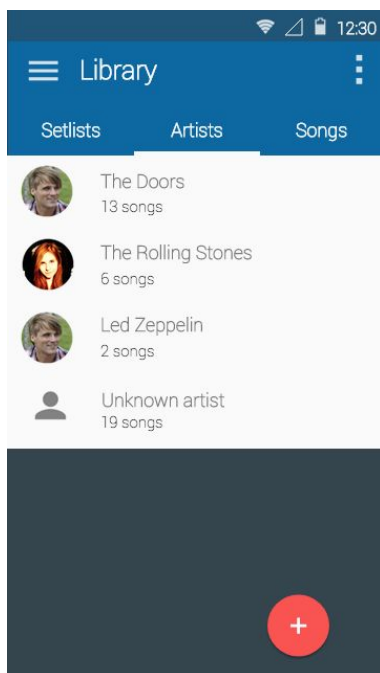 12:30
Library
Setlists Artists Songs
The Doors
13 songs
The Rolling Stones
6 songs
Led Zeppelin
2 songs
Unknown artist
19 songs
+